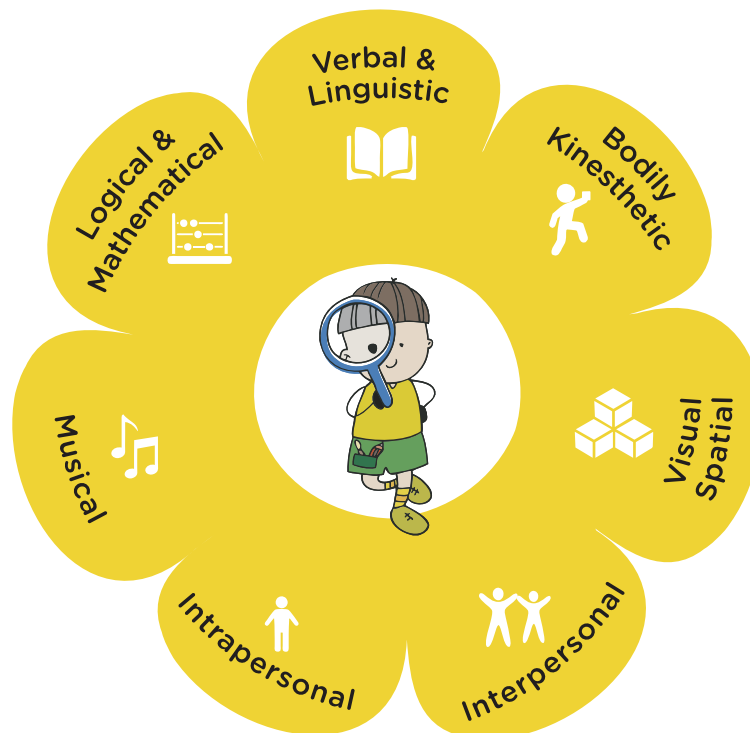 Verbal &
Linguistic
Bodily
Kinesthetic
Visual
Spatial
Interpersonal
Intrapersonal
Musical
Logical &
Mathematical